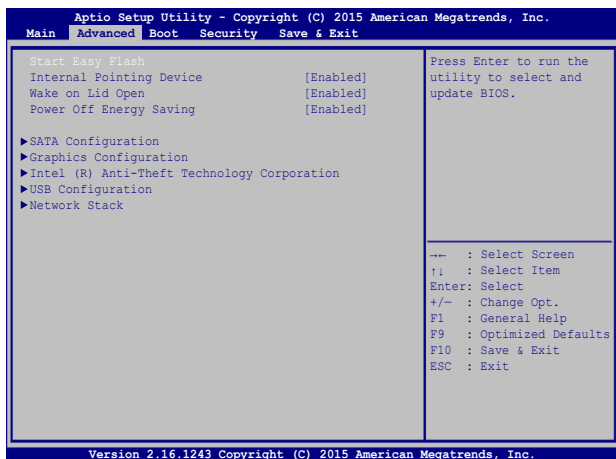 Aptio Setup Utility - Copyright (C) 2015 American Megatrends, Inc.
Main Advanced Boot Security Save & Exit
Start Easy Flash
Internal Pointing Device [Enabled]
Wake on Lid Open [Enabled]
Power Off Energy Saving [Enabled]
▶SATA Configuration
▶Graphics Configuration
▶Intel (R) Anti-Theft Technology Corporation
▶USB Configuration
▶Network Stack
Press Enter to run the
utility to select and
update BIOS.
→← : Select Screen
↑↓ : Select Item
Enter: Select
+/— : Change Opt.
F1 : General Help
F9 : Optimized Defaults
F10 : Save & Exit
ESC : Exit
Version 2.16.1243 Copyright (C) 2015 American Megatrends, Inc.